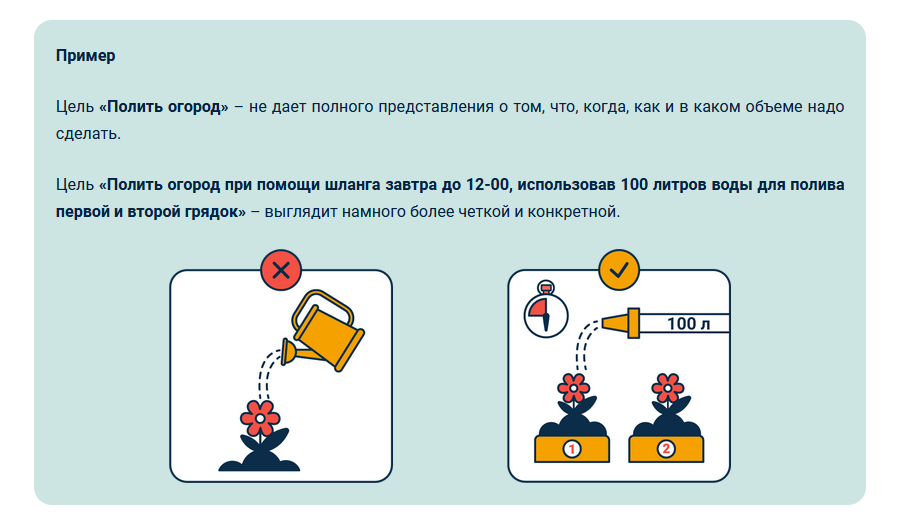 Пример
Цель «Полить огород» – не дает полного представления о том, что, когда, как и в каком объеме надо
сделать.
Цель «Полить огород при помощи шланга завтра до 12-00, использовав 100 литров воды для полива
первой и второй грядок» – выглядит намного более четкой и конкретной.
100 л
1
2